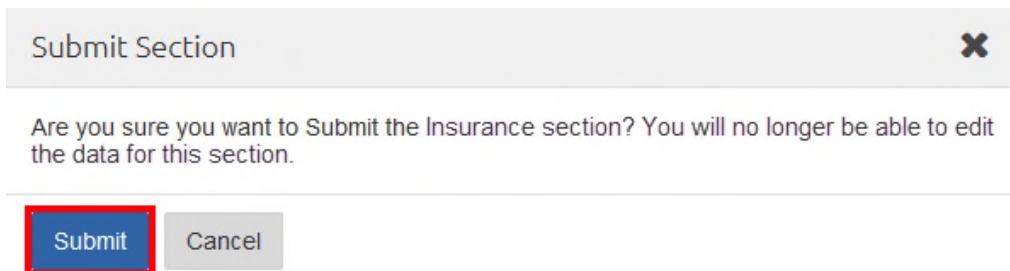 Submit Section
Are you sure you want to Submit the Insurance section? You will no longer be able to edit
the data for this section.
Submit Cancel